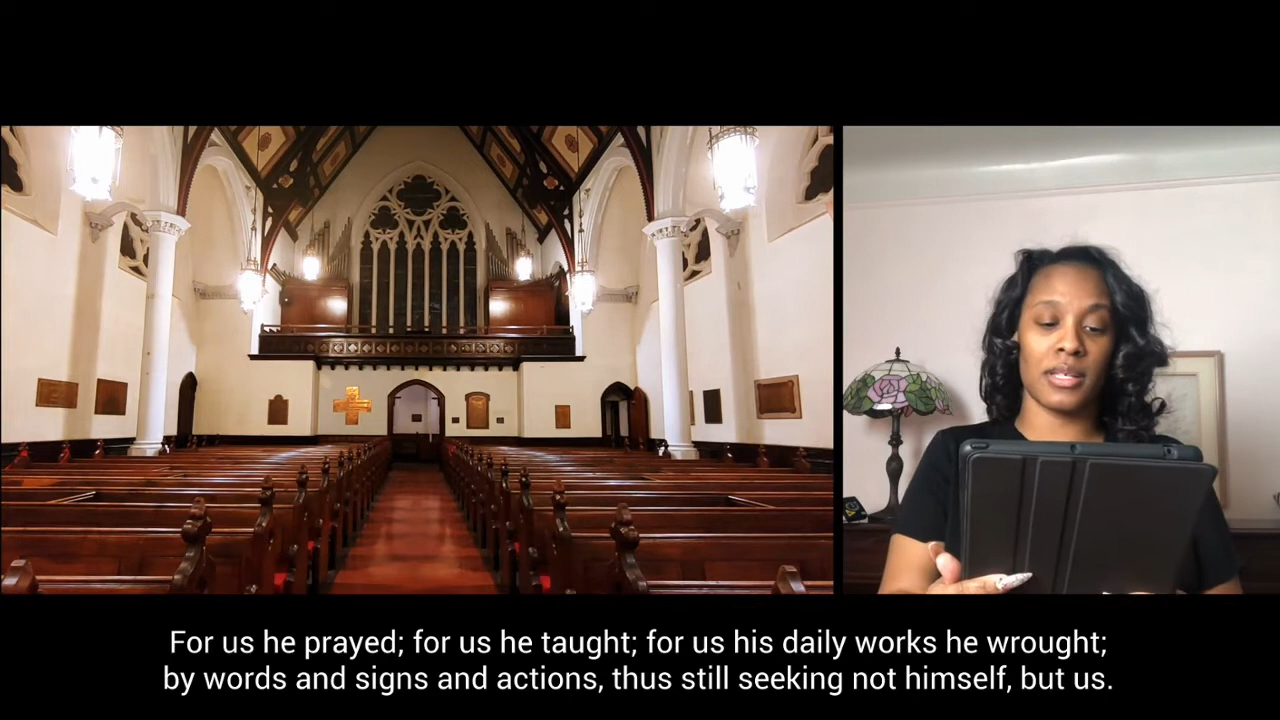 For us he prayed; for us he taught; for us his daily works he wrought;
by words and signs and actions, thus still seeking not himself, but us.